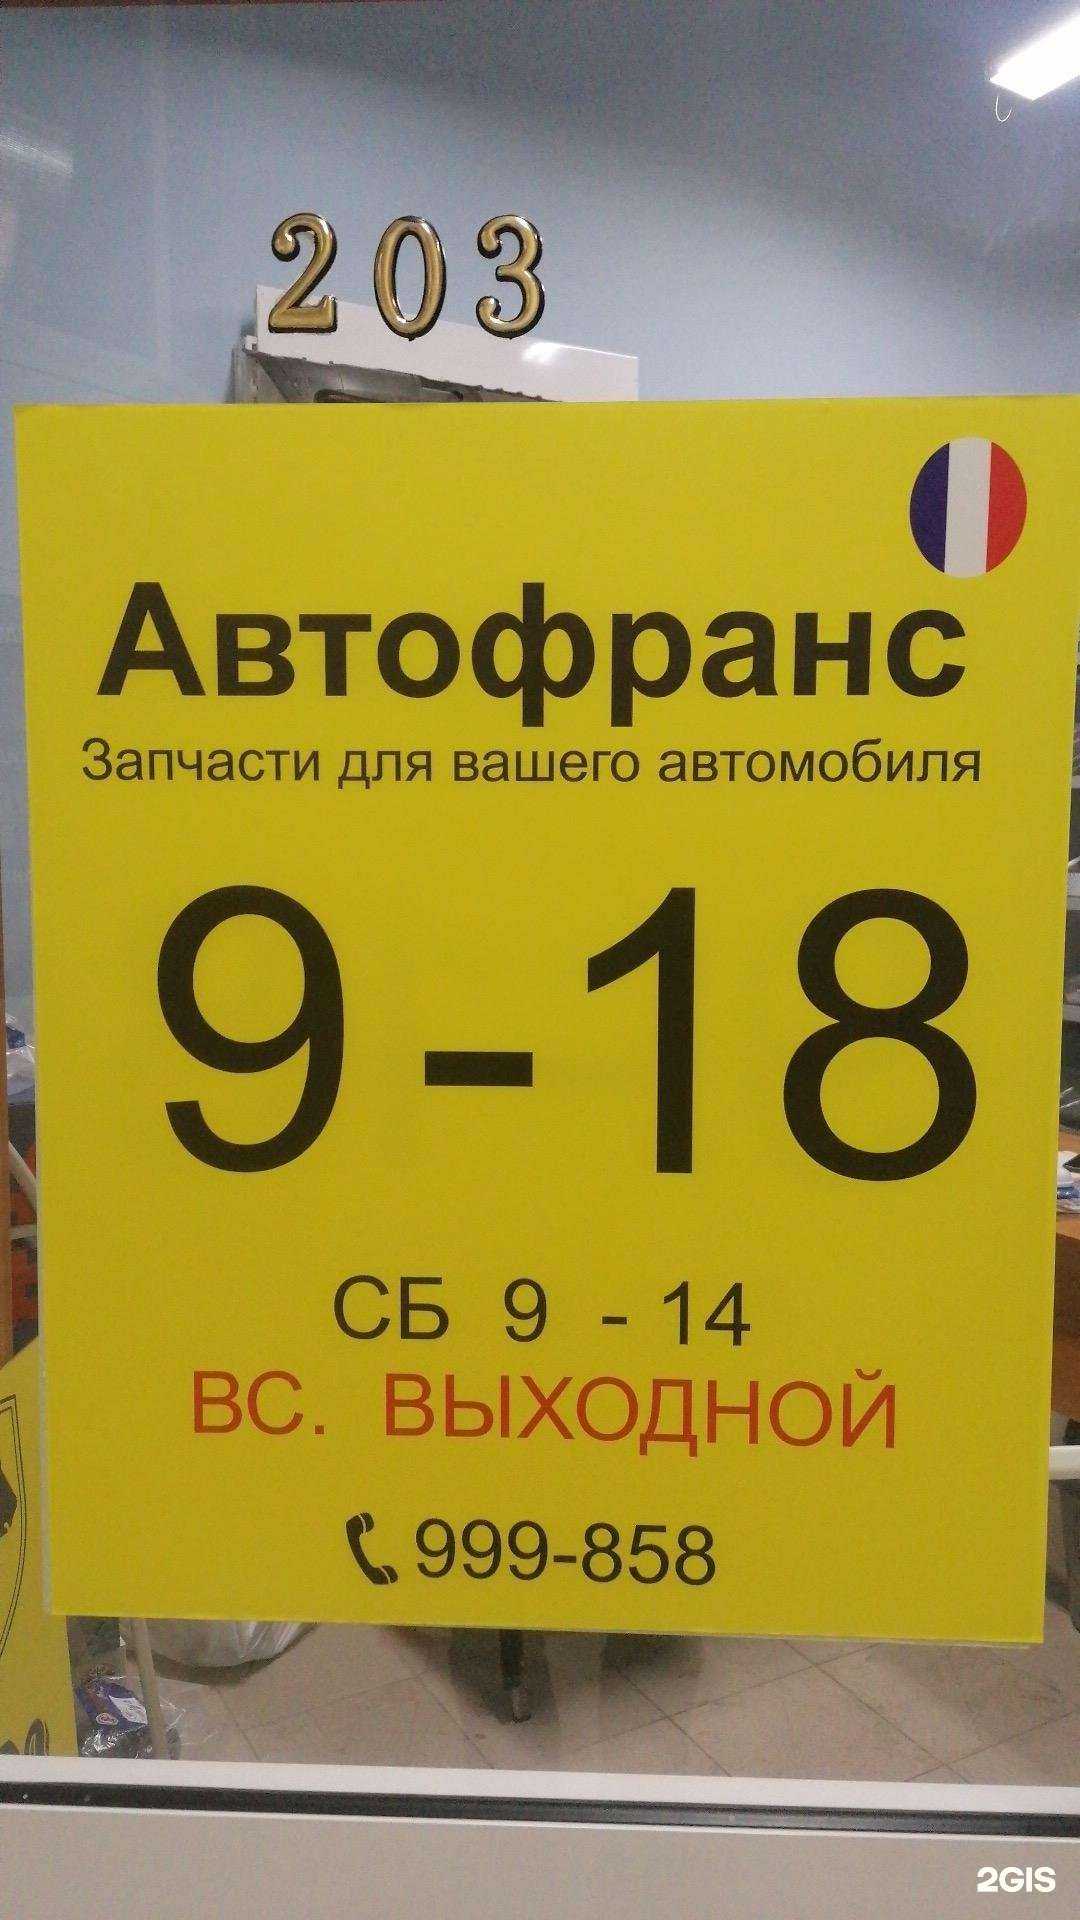 203
Автофранс
Запчасти для вашего автомобиля
9-18
СБ 9 - 14
ВС. ВЫХОДНОЙ
999-858
2GIS